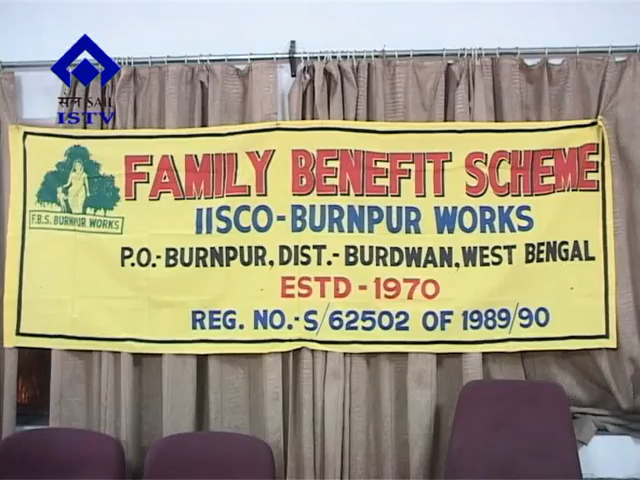 सेल SAIL
ISTV
FAMILY BENEFIT SCHEME
F.B.S. BURNPUR WORKS
IISCO-BURNPUR WORKS
P.O.-BURNPUR, DIST.-BURDWAN, WEST BENGAL
ESTD-1970
REG. NO.-S/62502 OF 1989/90